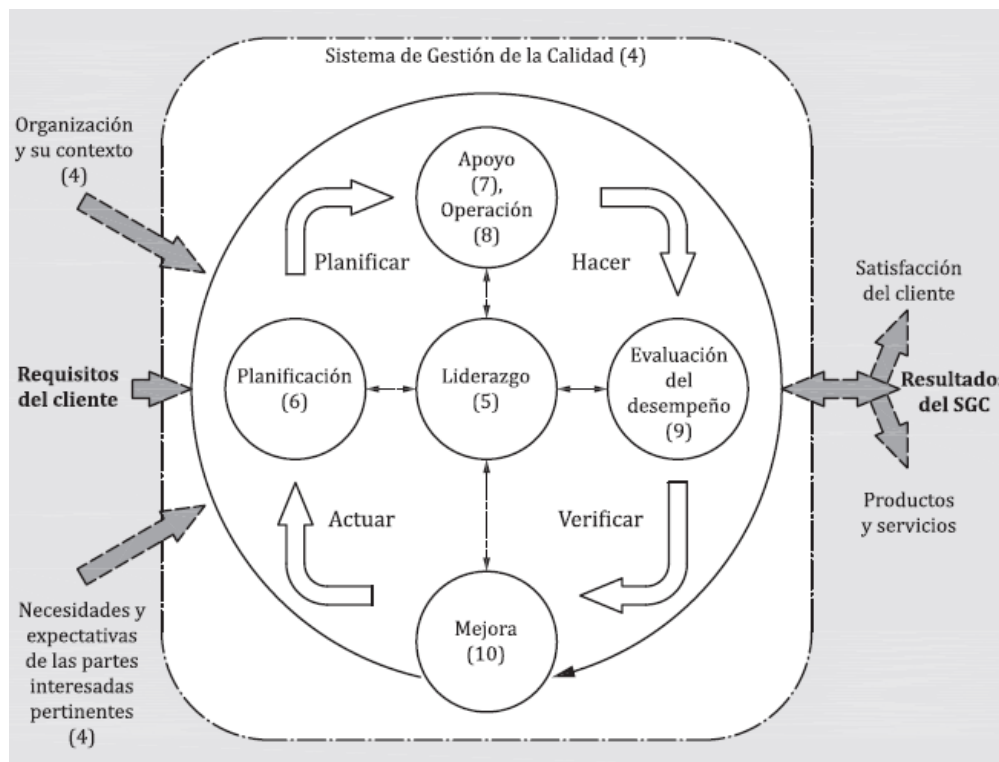 Sistema de Gestión de la Calidad (4)
Organización
y su contexto
(4)
Apoyo
(7),
Operación
(8)
Planificar
Hacer
Satisfacción
del cliente
Requisitos
del cliente
Planificación
(6)
Liderazgo
(5)
Evaluación
del
desempeño
(9)
Resultados
del SGC
Actuar
Verificar
Productos
y servicios
Necesidades y
expectativas
de las partes
interesadas
pertinentes
(4)
Mejora
(10)